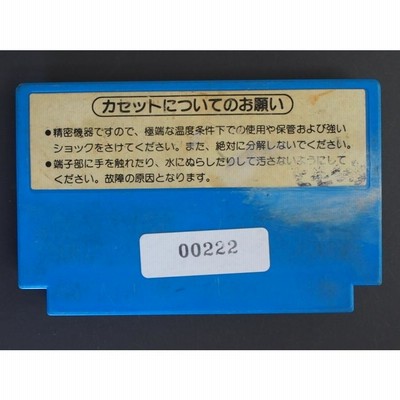 カセットについてのお願い
●精密機器ですので、極端な温度条件下での使用や保管および強い
ショックをさけてください。また、絶対に分解しないでください。
●端子部に手を触れたり、水にぬらしたりして汚さないようにして
ください。故障の原因となります。
00222